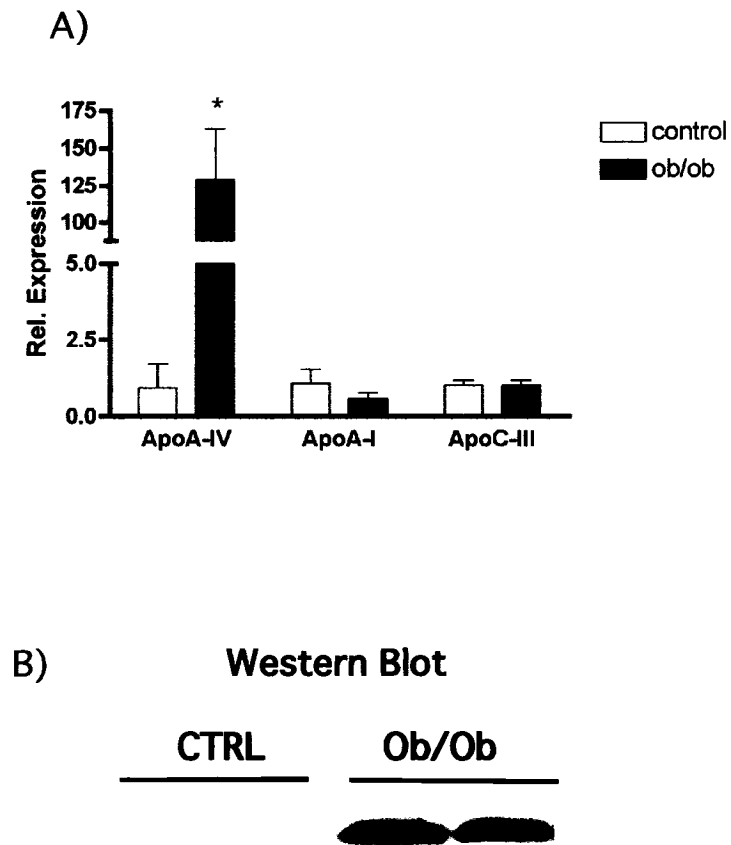 A)
*
175
150
125
100
5.0
2.5
0.0
Rel. Expression
control
ob/ob
ApoA-IV
ApoA-I
ApoC-III
B)
Western Blot
CTRL
Ob/Ob